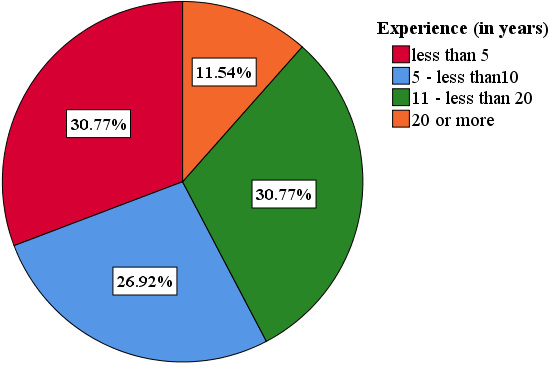 Experience (in years)
less than 5
5 - less than10
11 - less than 20
20 or more
11.54%
30.77%
30.77%
26.92%